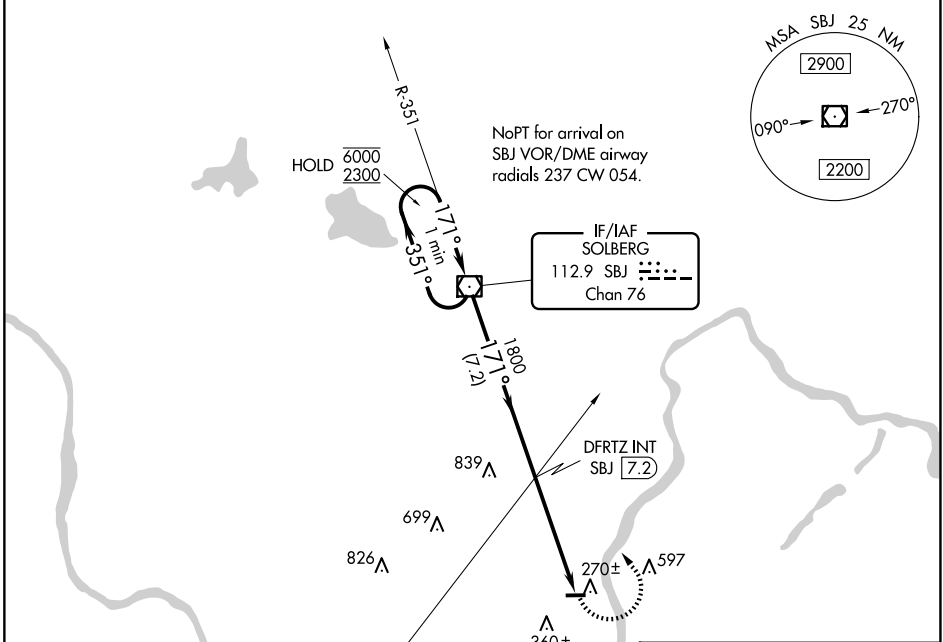 MSA SBJ 25 NM
2900
090°
270°
2200
R-351
NoPT for arrival on
SBJ VOR/DME airway
radials 237 CW 054.
HOLD 6000
2300
171°
1 min
351°
IF/IAF
SOLBERG
112.9 SBJ
Chan 76
1800
171°
(7.2)
DFRTZ INT
SBJ 7.2
839
699
826
270±
597
360±